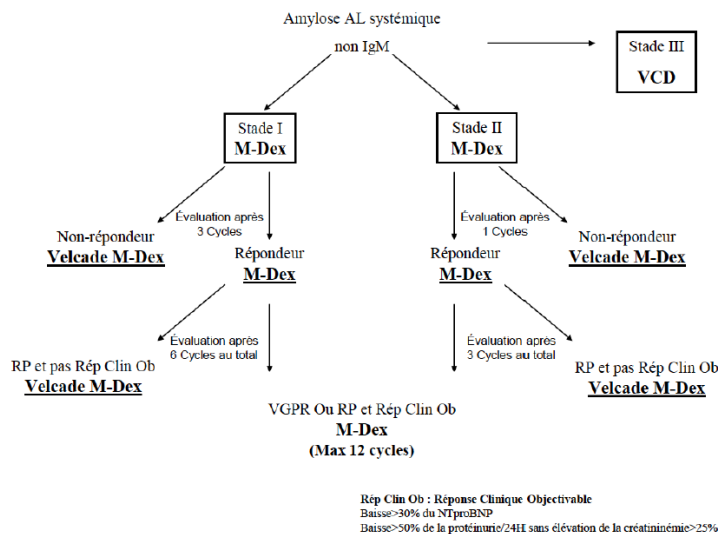 Amylose AL systémique
non IgM
Stade III
VCD
Stade I
M-Dex
Stade II
M-Dex
Évaluation après
3 Cycles
Évaluation après
1 Cycles
Non-répondeur
Velcade M-Dex
Répondeur
M-Dex
Répondeur
M-Dex
Non-répondeur
Velcade M-Dex
Évaluation après
6 Cycles au total
Évaluation après
3 Cycles au total
RP et pas Rép Clin Ob
Velcade M-Dex
RP et pas Rép Clin Ob
Velcade M-Dex
VGPR Ou RP et Rép Clin Ob
M-Dex
(Max 12 cycles)
Rép Clin Ob : Réponse Clinique Objectivable
Baisse>30% du NTproBNP
Baisse>50% de la protéinurie/24H sans élévation de la créatininémie>25%